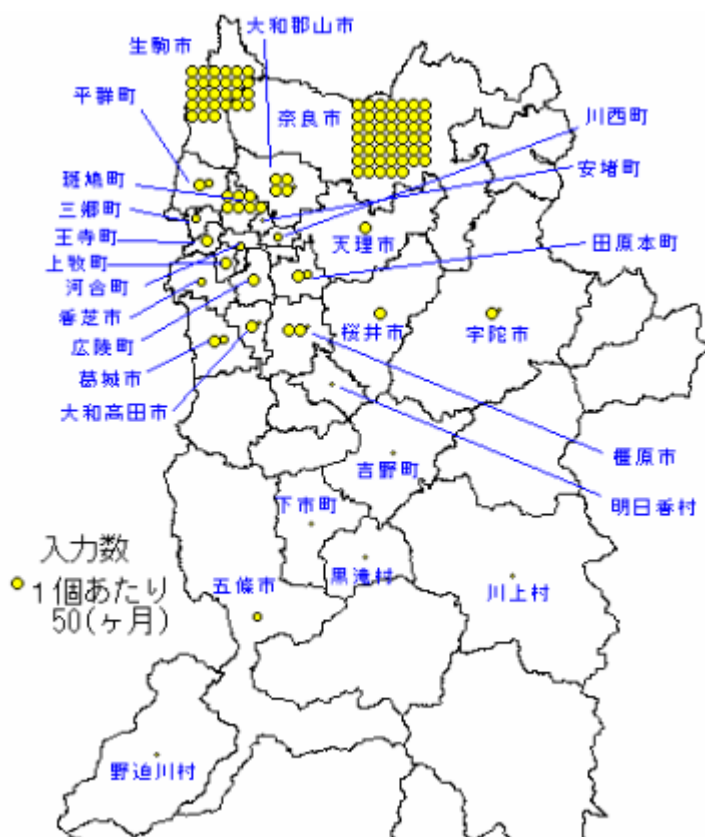 大和郡山市
生駒市
平群町
奈良市
川西町
斑鳩町
安堵町
三郷町
王寺町
天理市
田原本町
上牧町
河合町
香芝市
桜井市
宇陀市
広陵町
葛城市
大和高田市
橿原市
吉野町
明日香村
下市町
入力数
1個あたり
50(ヶ月)
五條市
黒滝村
川上村
野迫川村